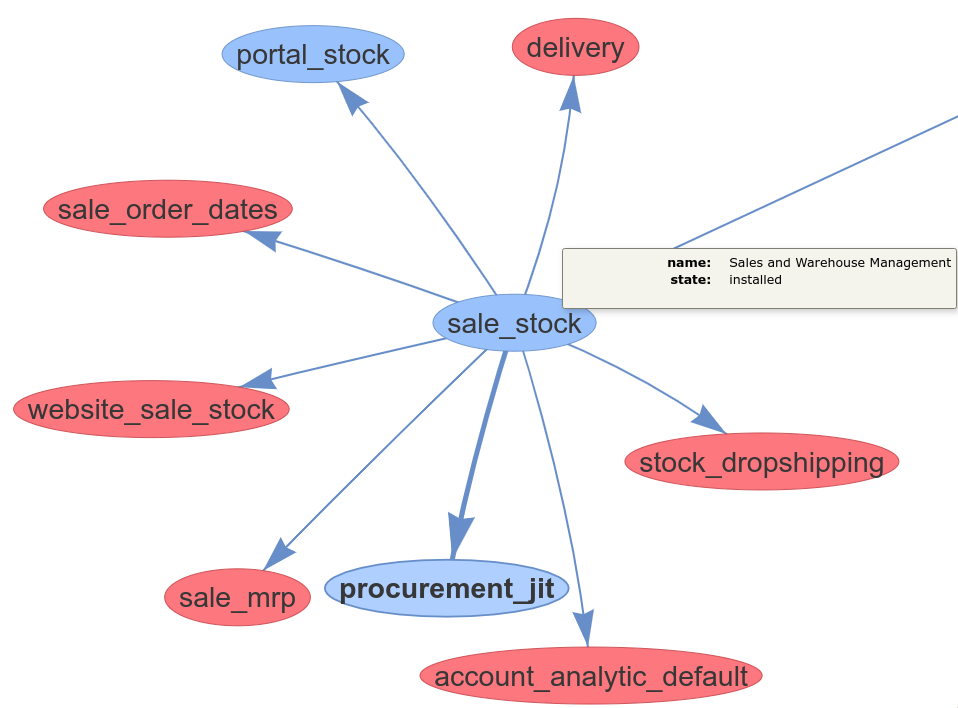 delivery
portal_stock
sale_order_dates
name: Sales and Warehouse Management
state: installed
sale_stock
website_sale_stock
stock_dropshipping
procurement_jit
sale_mrp
account_analytic_default